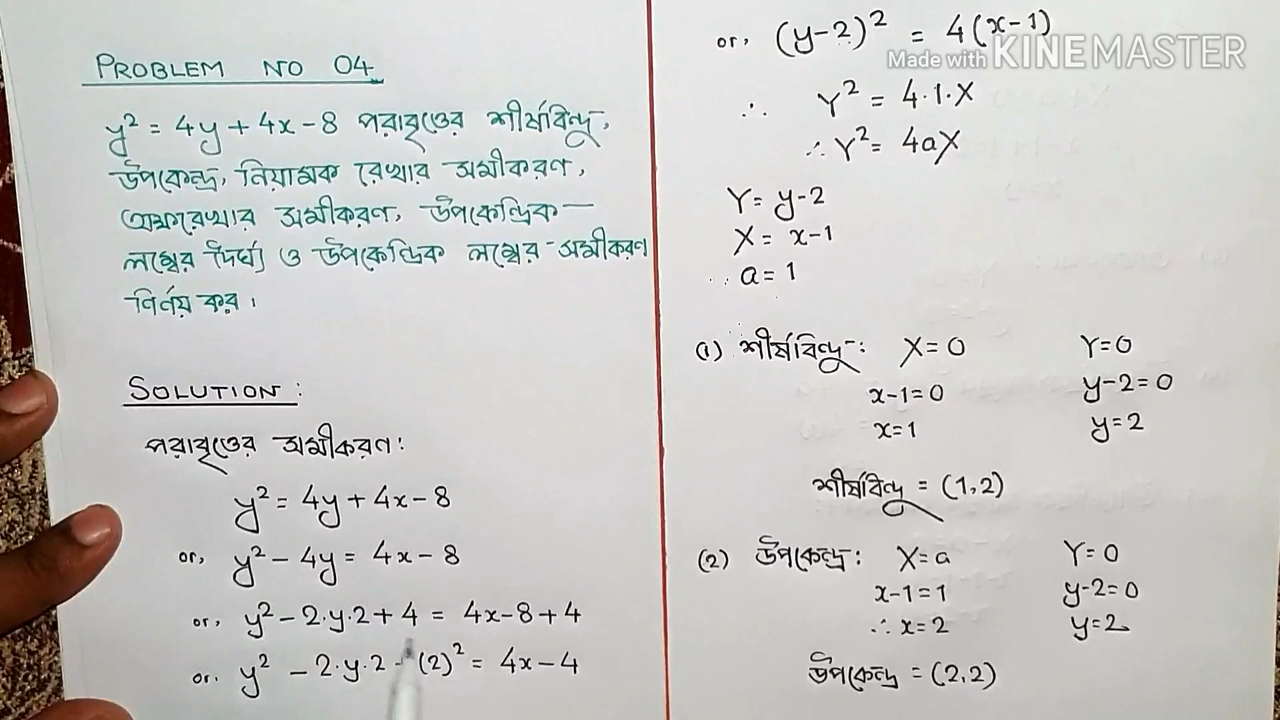 PROBLEM NO 04
y² = 4y + 4x - 8 পরাবৃত্তের শীর্ষবিন্দু,
উপকেন্দ্র, নিয়ামক রেখার সমীকরণ,
অক্ষরেখার সমীকরণ, উপকেন্দ্রিক
লম্বের দৈর্ঘ্য ও উপকেন্দ্রিক লম্বের সমীকরণ
নির্ণয় কর।
SOLUTION:
পরাবৃত্তের সমীকরণ:
y² = 4y + 4x - 8
or, y² - 4y = 4x - 8
or, y² - 2·y·2 + 4 = 4x - 8 + 4
or, y² - 2·y·2 (2)² = 4x - 4
or, (y-2)² = 4(x-1)
Made with KINEMASTER
∴ Y² = 4·1·X
∴ Y² = 4aX
Y = y-2
X = x-1
∴ a = 1
(1) শীর্ষবিন্দু: X = 0 Y = 0
x-1 = 0 y-2 = 0
x = 1 y = 2
শীর্ষবিন্দু = (1,2)
(2) উপকেন্দ্র: X = a Y = 0
x-1 = 1 y-2 = 0
∴ x = 2 y = 2
উপকেন্দ্র = (2,2)